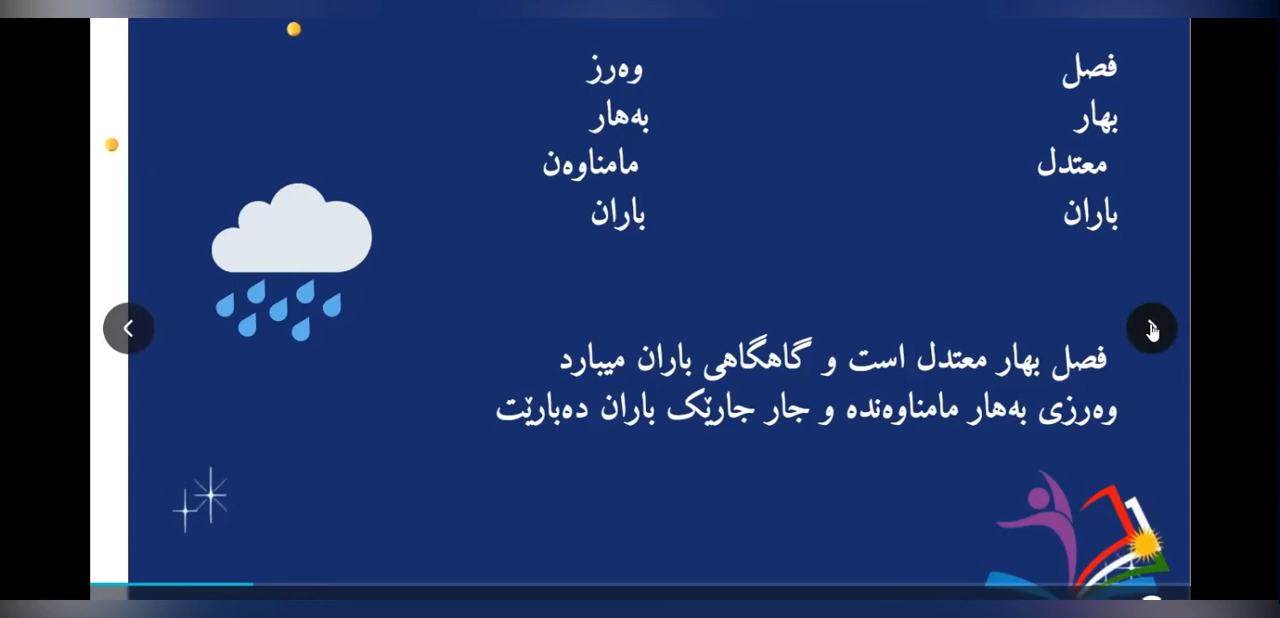 فصل وەرز
بهار بەهار
معتدل مامناوەن
باران باران
فصل بهار معتدل است و گاهگاهی باران میبارد
وەرزی بەهار مامناوەندە و جار جارێک باران دەبارێت